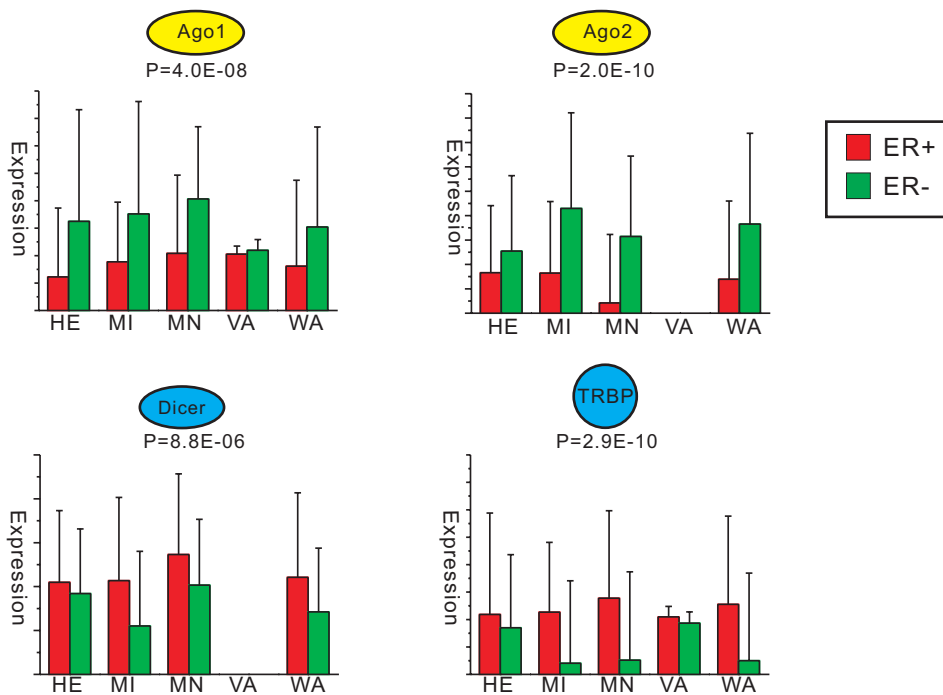 Ago1
P=4.0E-08
Expression
HE MI MN VA WA
Ago2
P=2.0E-10
Expression
HE MI MN VA WA
ER+
ER-
Dicer
P=8.8E-06
Expression
HE MI MN VA WA
TRBP
P=2.9E-10
Expression
HE MI MN VA WA